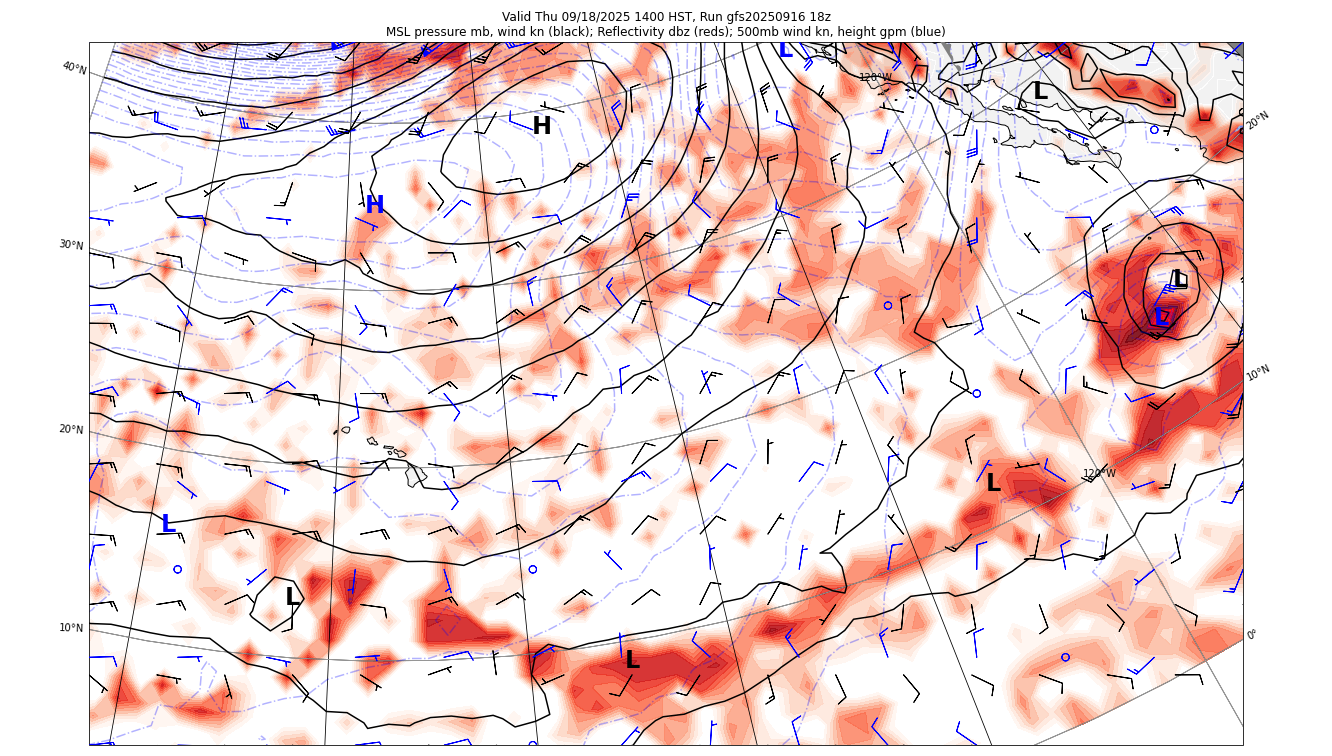 Valid Thu 09/18/2025 1400 HST, Run gfs20250916 18z
MSL pressure mb, wind kn (black); Reflectivity dbz (reds); 500mb wind kn, height gpm (blue)
L
40°N
120°W
L
H
20°N
H
30°N
L
L
10°N
20°N
120°W
L
L
L
10°N
0°
L